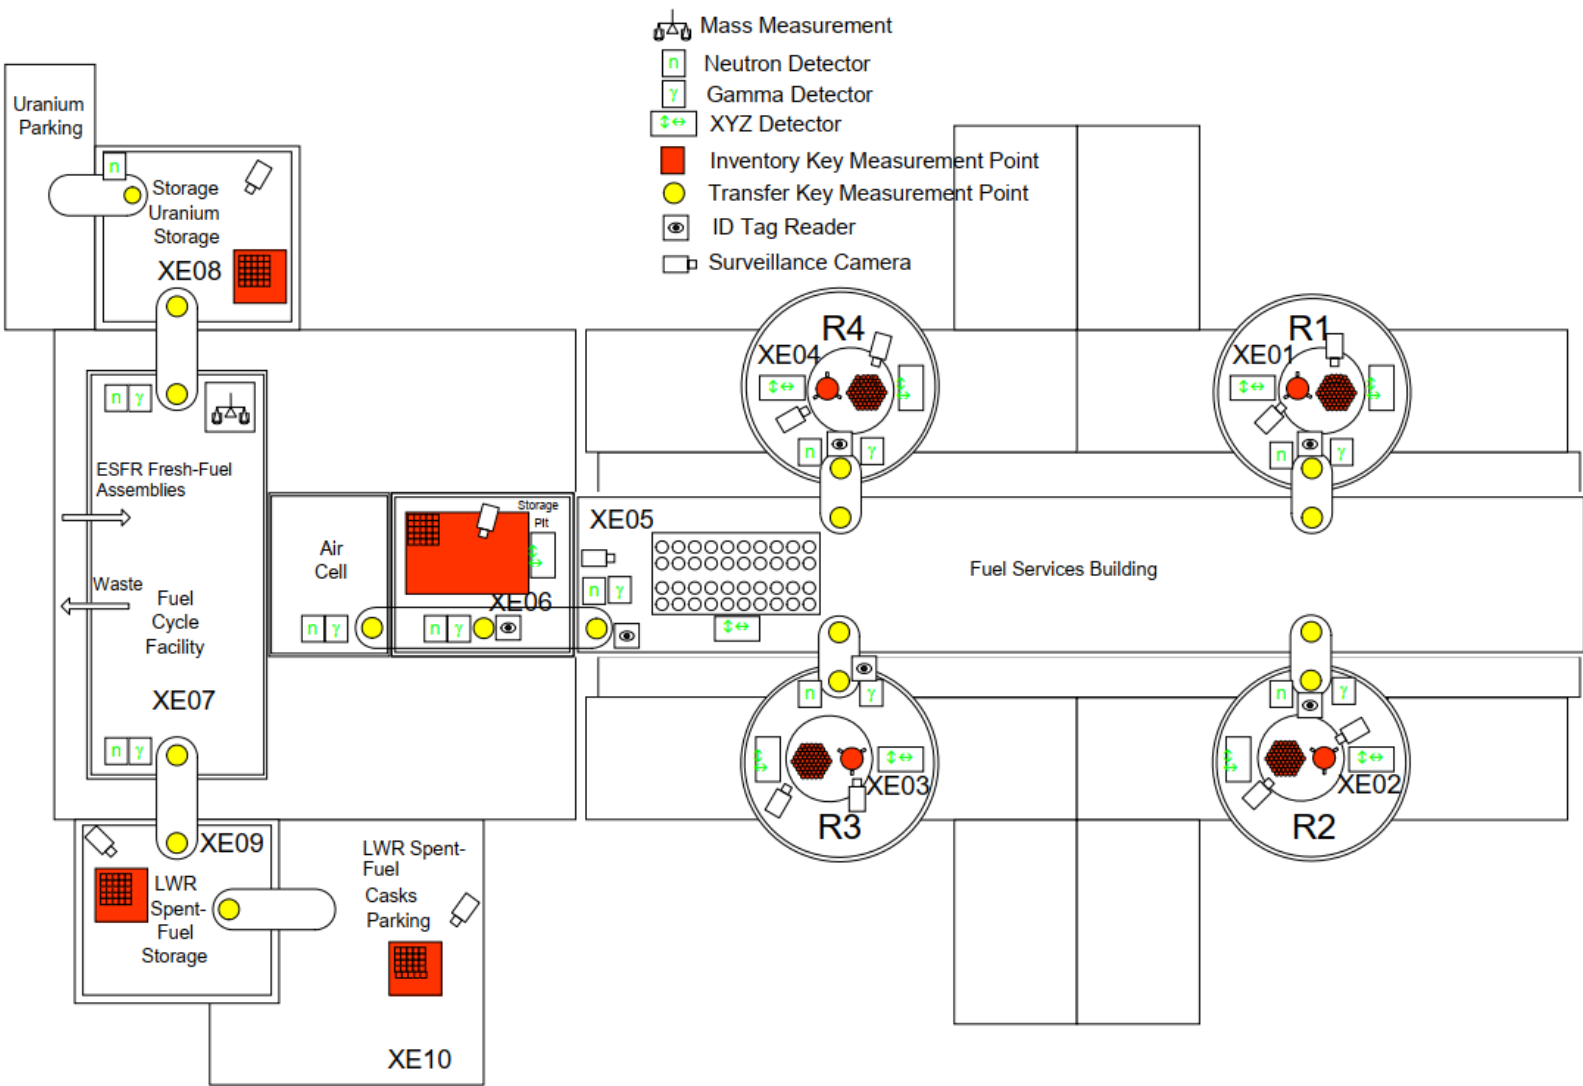 Mass Measurement
n
Neutron Detector
γ
Gamma Detector
XYZ Detector
Inventory Key Measurement Point
Transfer Key Measurement Point
ID Tag Reader
Surveillance Camera
Uranium
Parking
n
Storage
Uranium
Storage
XE08
R4
XE04
n
γ
R1
XE01
n
γ
n γ
ESFR Fresh-Fuel
Assemblies
Waste
Fuel
Cycle
Facility
XE07
n γ
Air
Cell
n γ
Storage
Pit
XE06
n γ
XE05
n γ
Fuel Services Building
n
γ
XE03
R3
n
γ
XE02
R2
XE09
LWR
Spent-
Fuel
Storage
LWR Spent-
Fuel
Casks
Parking
XE10